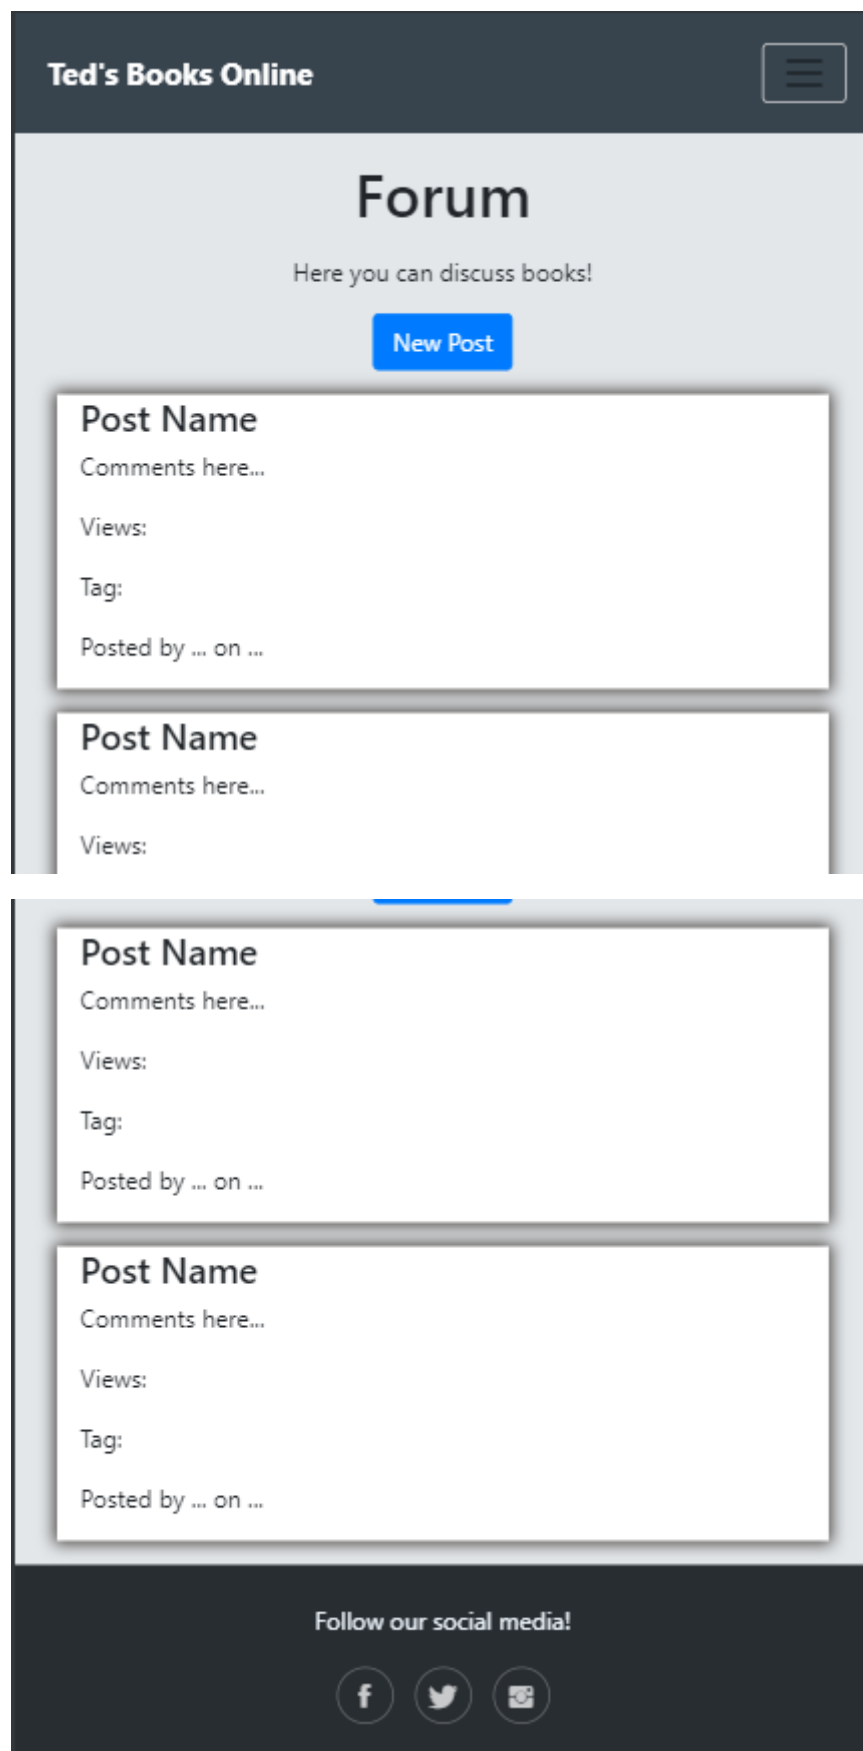 Ted's Books Online
Forum
Here you can discuss books!
New Post
Post Name
Comments here...
Views:
Tag:
Posted by ... on ...
Post Name
Comments here...
Views:
Post Name
Comments here...
Views:
Tag:
Posted by ... on ...
Post Name
Comments here...
Views:
Tag:
Posted by ... on ...
Follow our social media!